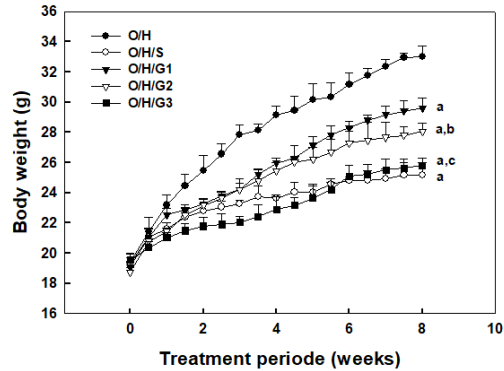 36
34
32
30
28
26
24
22
20
18
16
Body weight (g)
O/H
O/H/S
O/H/G1
O/H/G2
O/H/G3
a
a,b
a,c
a
0
2
4
6
8
10
Treatment periode (weeks)